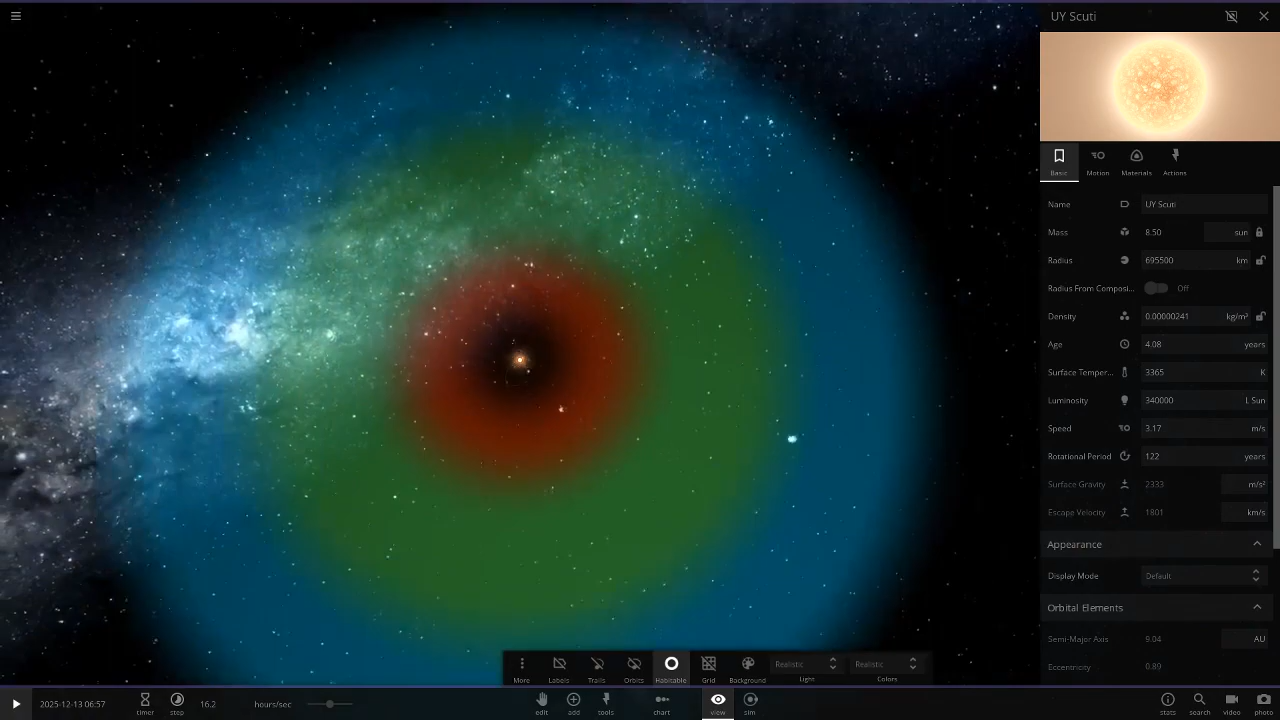 UY Scuti
Basic Motion Materials Actions
Name UY Scuti
Mass 8.50 sun
Radius 695500 km
Radius From Composi... Off
Density 0.00000241 kg/m³
Age 4.08 years
Surface Temper... 3365 K
Luminosity 340000 L Sun
Speed 3.17 m/s
Rotational Period 122 years
Surface Gravity 2333 m/s²
Escape Velocity 1801 km/s
Appearance
Display Mode Default
Orbital Elements
Semi-Major Axis 9.04 AU
Eccentricity 0.89
Realistic Realistic
More Labels Trails Orbits Habitable Grid Background Light Colors
2025-12-13 06:57 timer step 16.2 hours/sec edit add tools chart view sim stats search video photo